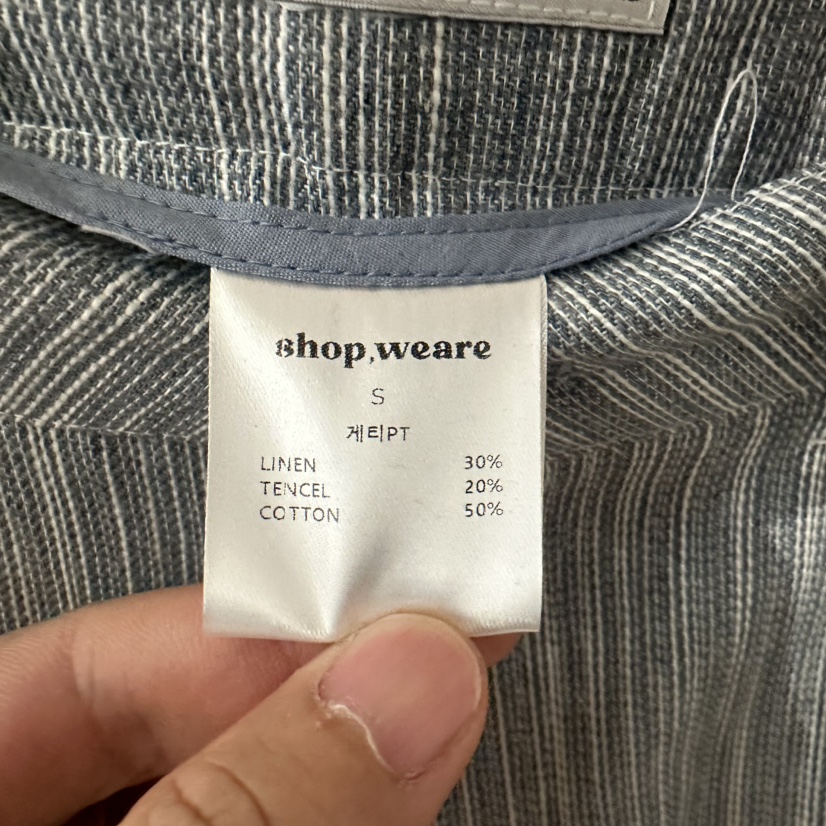 shop,weare
S
게티PT
LINEN 30%
TENCEL 20%
COTTON 50%